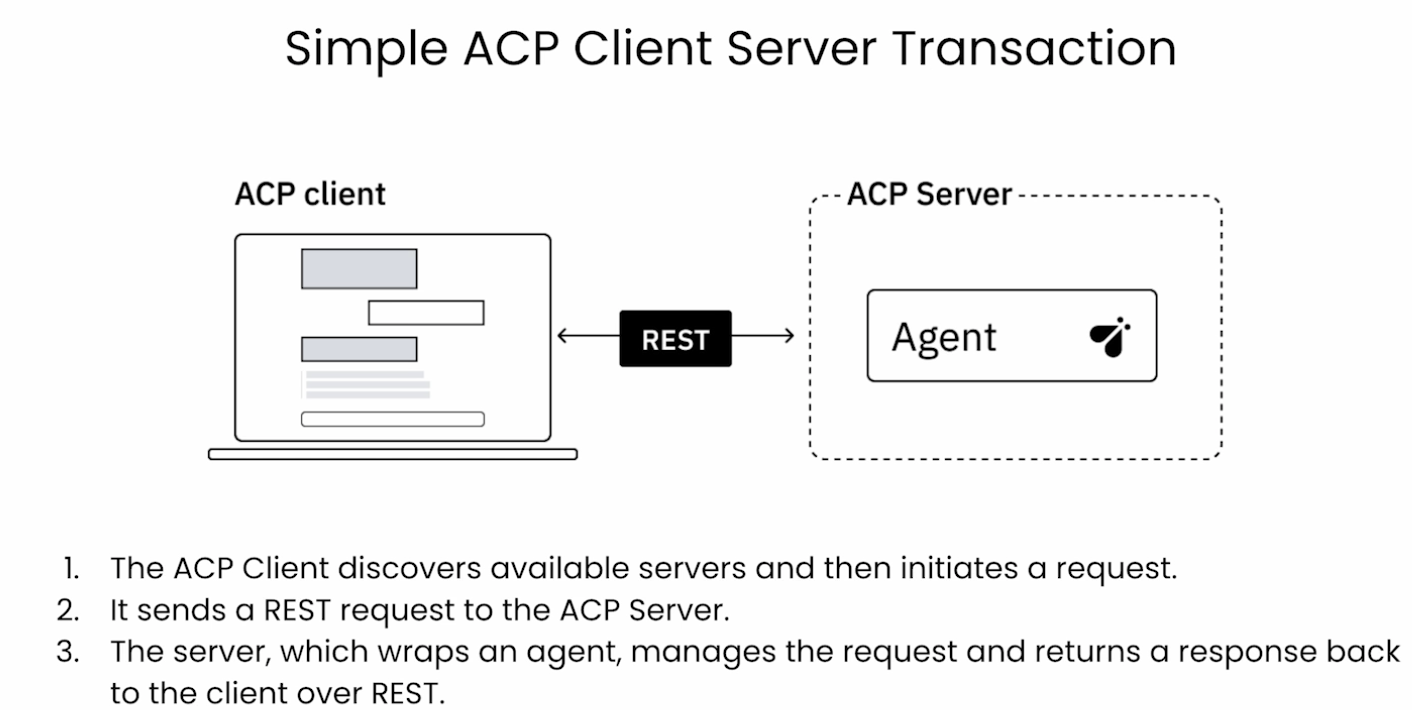 Simple ACP Client Server Transaction
ACP client
ACP Server
REST
Agent
1. The ACP Client discovers available servers and then initiates a request.
2. It sends a REST request to the ACP Server.
3. The server, which wraps an agent, manages the request and returns a response back
to the client over REST.